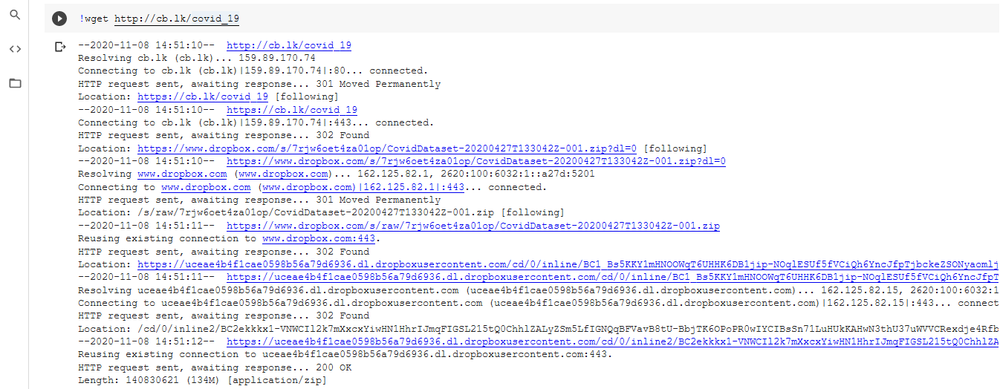 !wget http://cb.lk/covid_19
--2020-11-08 14:51:10--  http://cb.lk/covid_19
Resolving cb.lk (cb.lk)... 159.89.170.74
Connecting to cb.lk (cb.lk)|159.89.170.74|:80... connected.
HTTP request sent, awaiting response... 301 Moved Permanently
Location: https://cb.lk/covid_19 [following]
--2020-11-08 14:51:10--  https://cb.lk/covid_19
Connecting to cb.lk (cb.lk)|159.89.170.74|:443... connected.
HTTP request sent, awaiting response... 302 Found
Location: https://www.dropbox.com/s/7rjw6oet4za01op/CovidDataset-20200427T133042Z-001.zip?dl=0 [following]
--2020-11-08 14:51:10--  https://www.dropbox.com/s/7rjw6oet4za01op/CovidDataset-20200427T133042Z-001.zip?dl=0
Resolving www.dropbox.com (www.dropbox.com)... 162.125.82.1, 2620:100:6032:1::a27d:5201
Connecting to www.dropbox.com (www.dropbox.com)|162.125.82.1|:443... connected.
HTTP request sent, awaiting response... 301 Moved Permanently
Location: /s/raw/7rjw6oet4za01op/CovidDataset-20200427T133042Z-001.zip [following]
--2020-11-08 14:51:11--  https://www.dropbox.com/s/raw/7rjw6oet4za01op/CovidDataset-20200427T133042Z-001.zip
Reusing existing connection to www.dropbox.com:443.
HTTP request sent, awaiting response... 302 Found
Location: https://uceae4b4f1cae0598b56a79d6936.dl.dropboxusercontent.com/cd/0/inline/BC1_Bs5KKY1mHNOOWqT6UHHK6DB1jip-NOqlESUf5fVCiQh6YncJfpTjbckeZSONyaomlj
--2020-11-08 14:51:11--  https://uceae4b4f1cae0598b56a79d6936.dl.dropboxusercontent.com/cd/0/inline/BC1_Bs5KKY1mHNOOWqT6UHHK6DB1jip-NOqlESUf5fVCiQh6YncJfpT
Resolving uceae4b4f1cae0598b56a79d6936.dl.dropboxusercontent.com (uceae4b4f1cae0598b56a79d6936.dl.dropboxusercontent.com)... 162.125.82.15, 2620:100:6032:1
Connecting to uceae4b4f1cae0598b56a79d6936.dl.dropboxusercontent.com (uceae4b4f1cae0598b56a79d6936.dl.dropboxusercontent.com)|162.125.82.15|:443... connect
HTTP request sent, awaiting response... 302 Found
Location: /cd/0/inline2/BC2ekkkx1-VNWCIl2k7mXxcxYiwHN1HhrIJmqFIGSL215tQ0ChhlZALyZSm5LfIGNQqBFVavB8tU-BbjTK6OPoPR0wIYCIBsSn71LuHUkKAHwN3thU37uWVVCRexdje4Rfb
--2020-11-08 14:51:12--  https://uceae4b4f1cae0598b56a79d6936.dl.dropboxusercontent.com/cd/0/inline2/BC2ekkkx1-VNWCIl2k7mXxcxYiwHN1HhrIJmqFIGSL215tQ0ChhlZA
Reusing existing connection to uceae4b4f1cae0598b56a79d6936.dl.dropboxusercontent.com:443.
HTTP request sent, awaiting response... 200 OK
Length: 140830621 (134M) [application/zip]